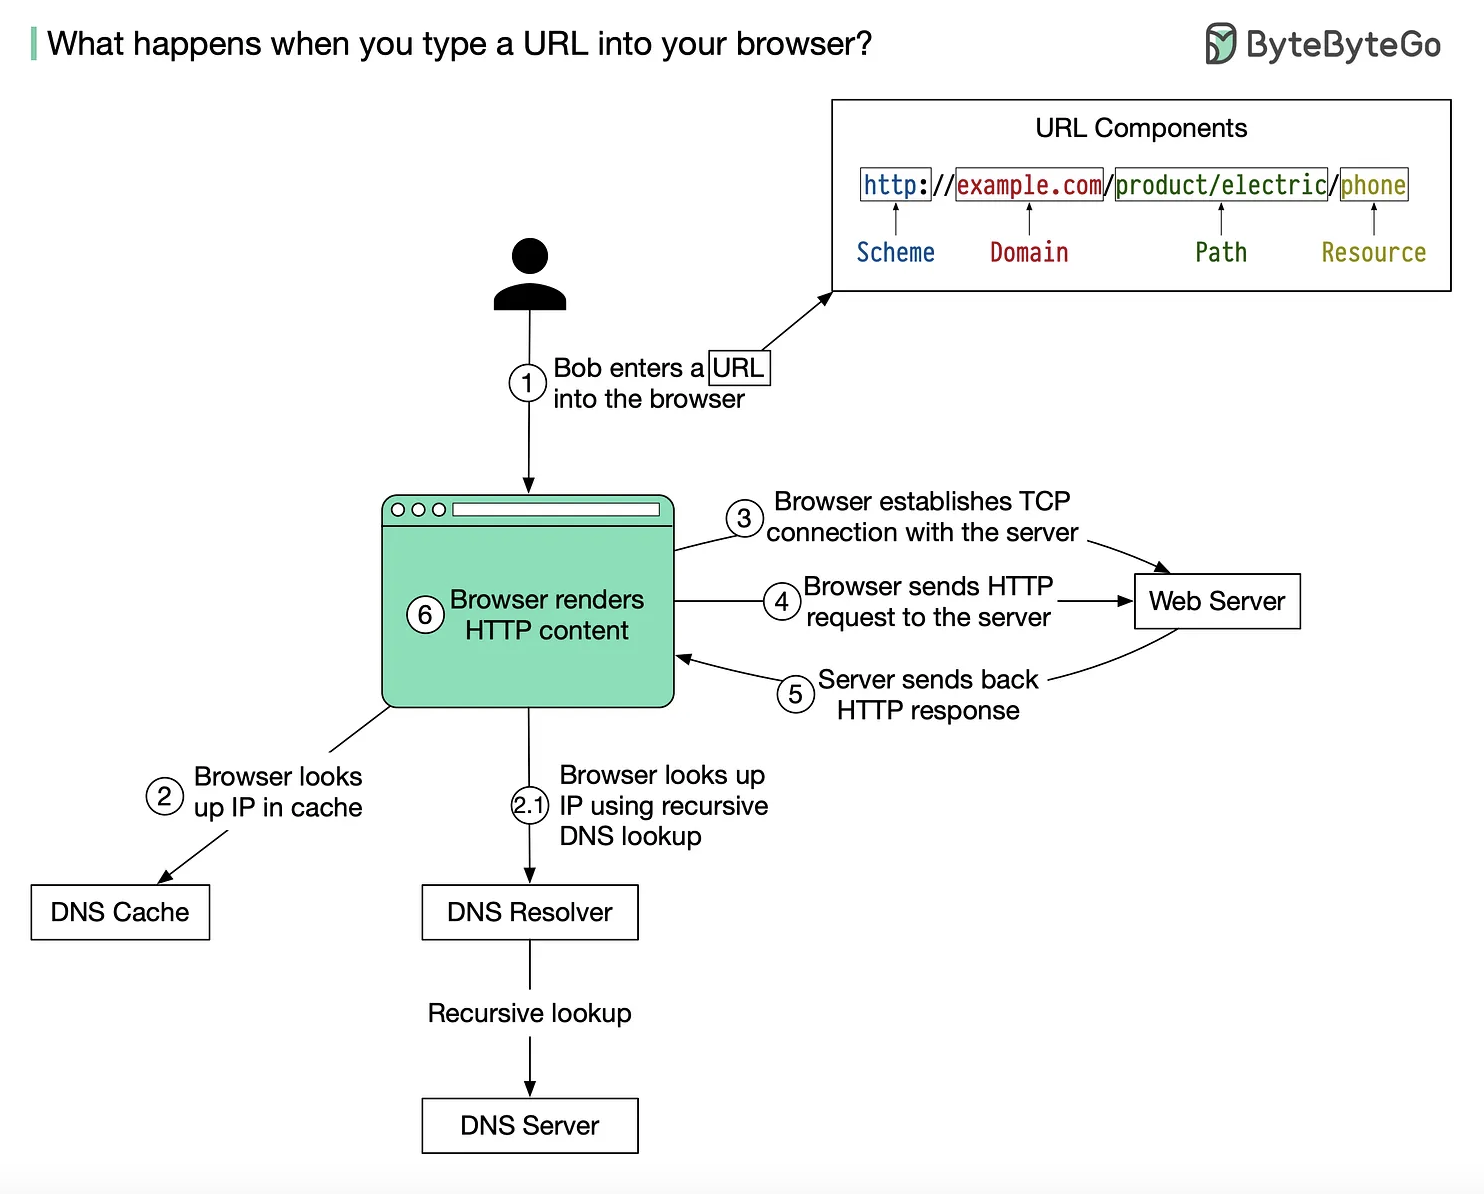 What happens when you type a URL into your browser?
ByteByteGo
URL Components
http://example.com/product/electric/phone
Scheme Domain Path Resource
1 Bob enters a URL
into the browser
3 Browser establishes TCP
connection with the server
4 Browser sends HTTP
request to the server
Web Server
6 Browser renders
HTTP content
5 Server sends back
HTTP response
2 Browser looks
up IP in cache
2.1 Browser looks up
IP using recursive
DNS lookup
DNS Cache
DNS Resolver
Recursive lookup
DNS Server